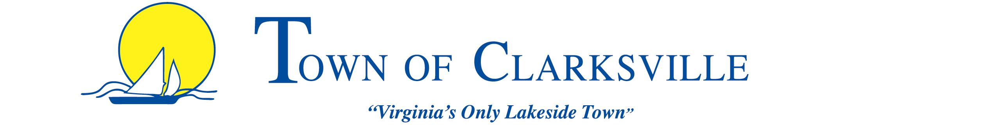 Town of Clarksville
“Virginia’s Only Lakeside Town”